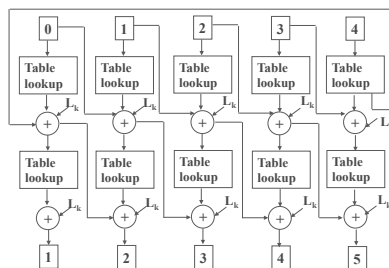 0 1 2 3 4
Table lookup Table lookup Table lookup Table lookup Table lookup
Lk Lk Lk Lk L
+ + + + +
Table lookup Table lookup Table lookup Table lookup Table lookup
Lk Lk Lk Lk Lk
+ + + + +
1 2 3 4 5